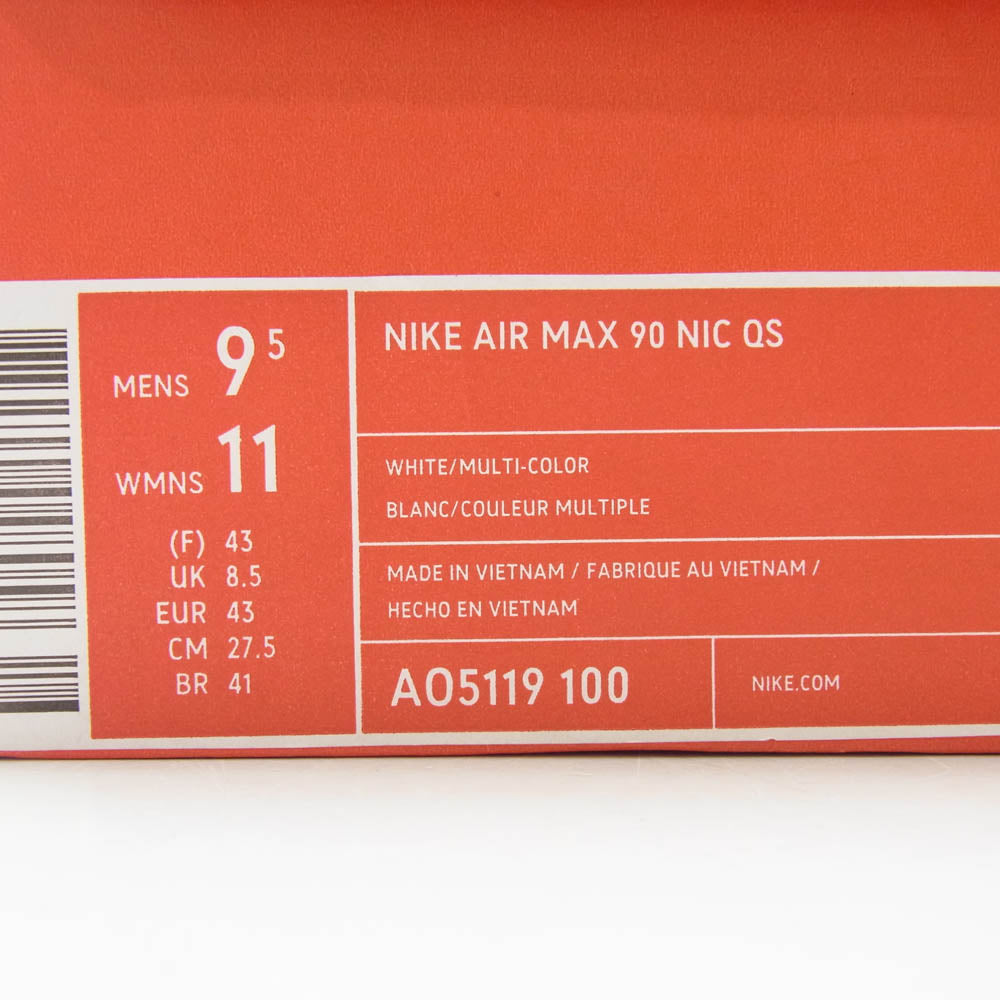 MENS 9 5
WMNS 11
(F) 43
UK 8.5
EUR 43
CM 27.5
BR 41
NIKE AIR MAX 90 NIC QS
WHITE/MULTI-COLOR
BLANC/COULEUR MULTIPLE
MADE IN VIETNAM / FABRIQUE AU VIETNAM /
HECHO EN VIETNAM
AO5119 100
NIKE.COM